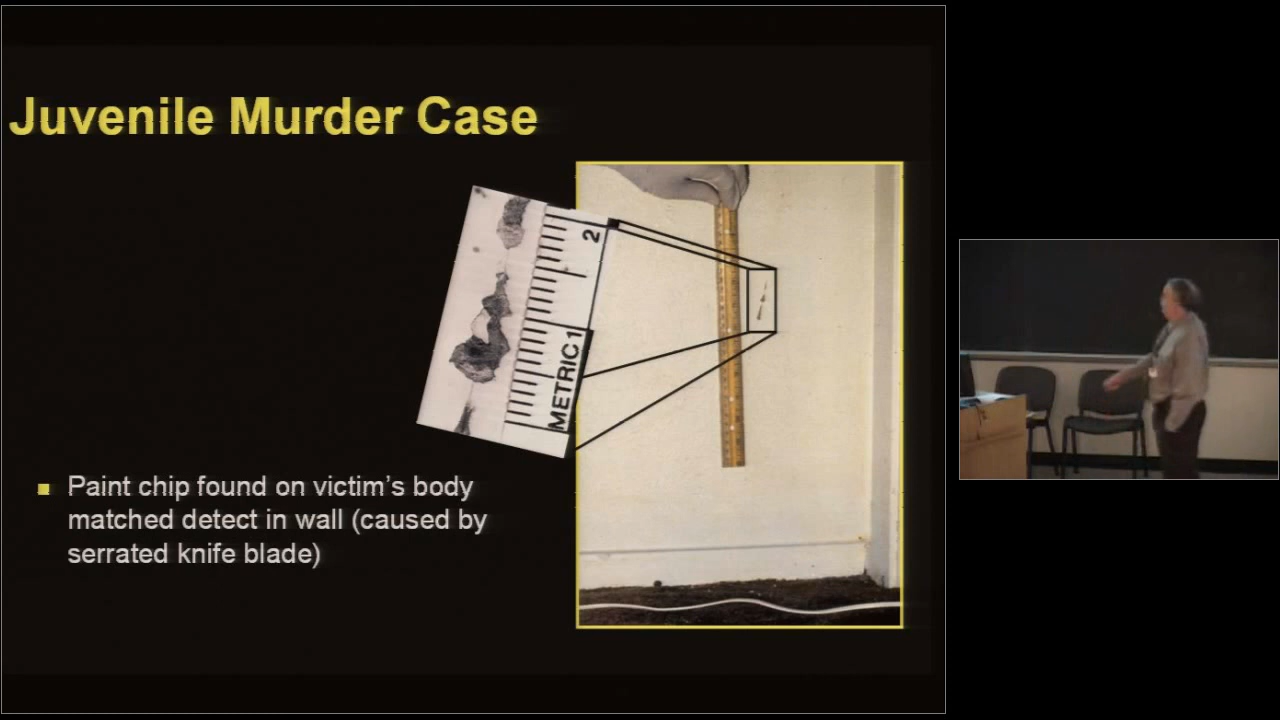 Juvenile Murder Case
2
METRIC 1
Paint chip found on victim's body
matched detect in wall (caused by
serrated knife blade)